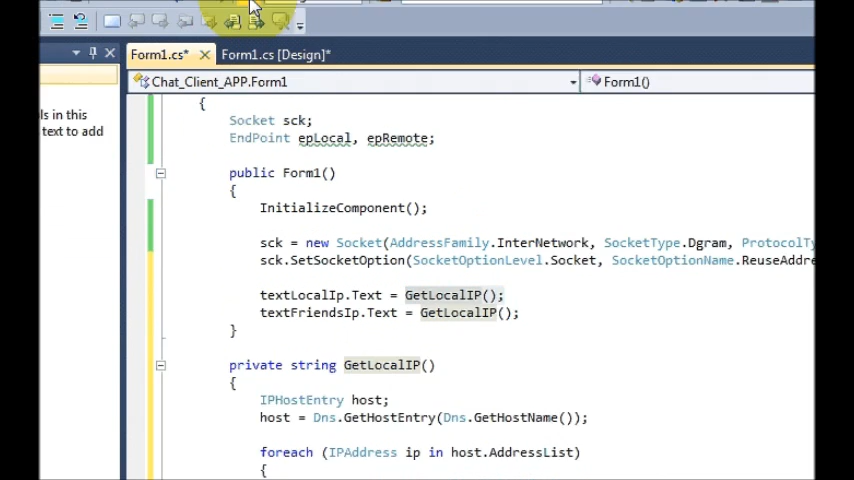 Form1.cs* Form1.cs [Design]*
Chat_Client_APP.Form1 Form1()
ls in this
text to add
{
Socket sck;
EndPoint epLocal, epRemote;
public Form1()
{
InitializeComponent();
sck = new Socket(AddressFamily.InterNetwork, SocketType.Dgram, ProtocolTy
sck.SetSocketOption(SocketOptionLevel.Socket, SocketOptionName.ReuseAddre
textLocalIp.Text = GetLocalIP();
textFriendsIp.Text = GetLocalIP();
}
private string GetLocalIP()
{
IPHostEntry host;
host = Dns.GetHostEntry(Dns.GetHostName());
foreach (IPAddress ip in host.AddressList)
{